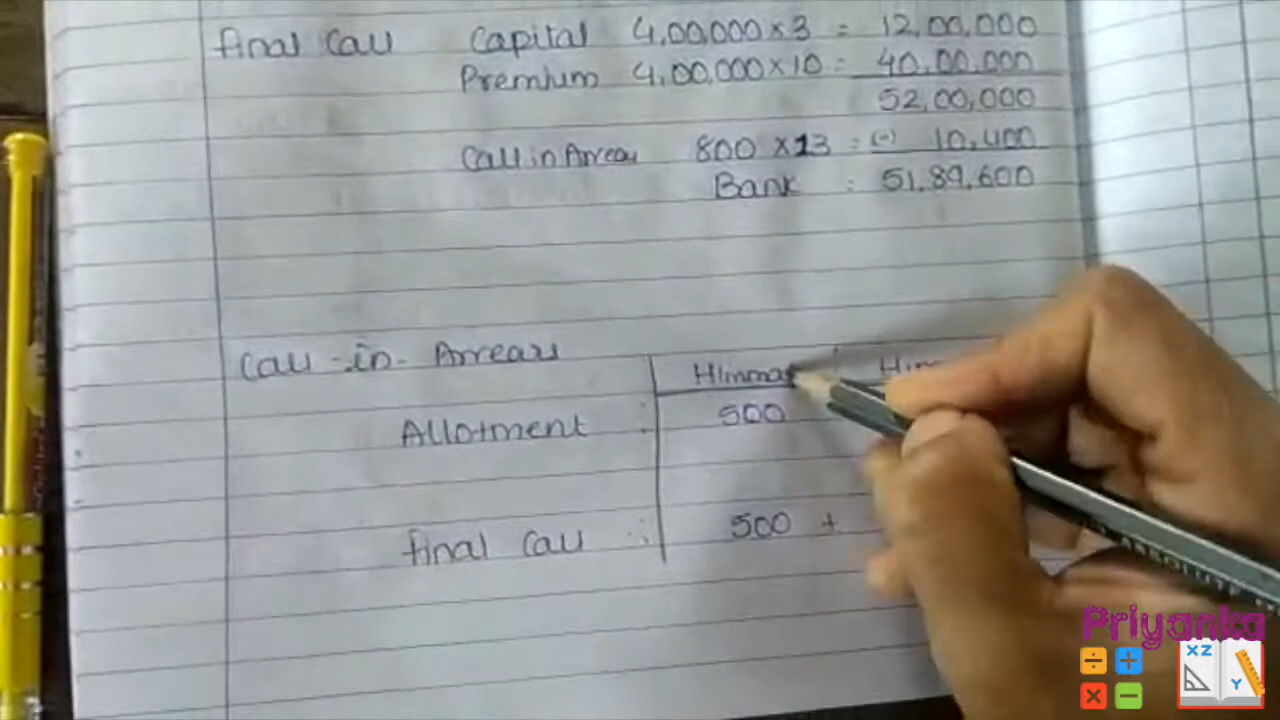 Final Call Capital 4,00,000 x 3 = 12,00,000
Premium 4,00,000 x 10 = 40,00,000
52,00,000
Call in Arrear 800 x 13 = (-) 10,400
Bank : 51,89,600
Call-in-Arrears
Himmat
Allotment : 500
Final Call : 500 +
Priyanka
XZ
Y